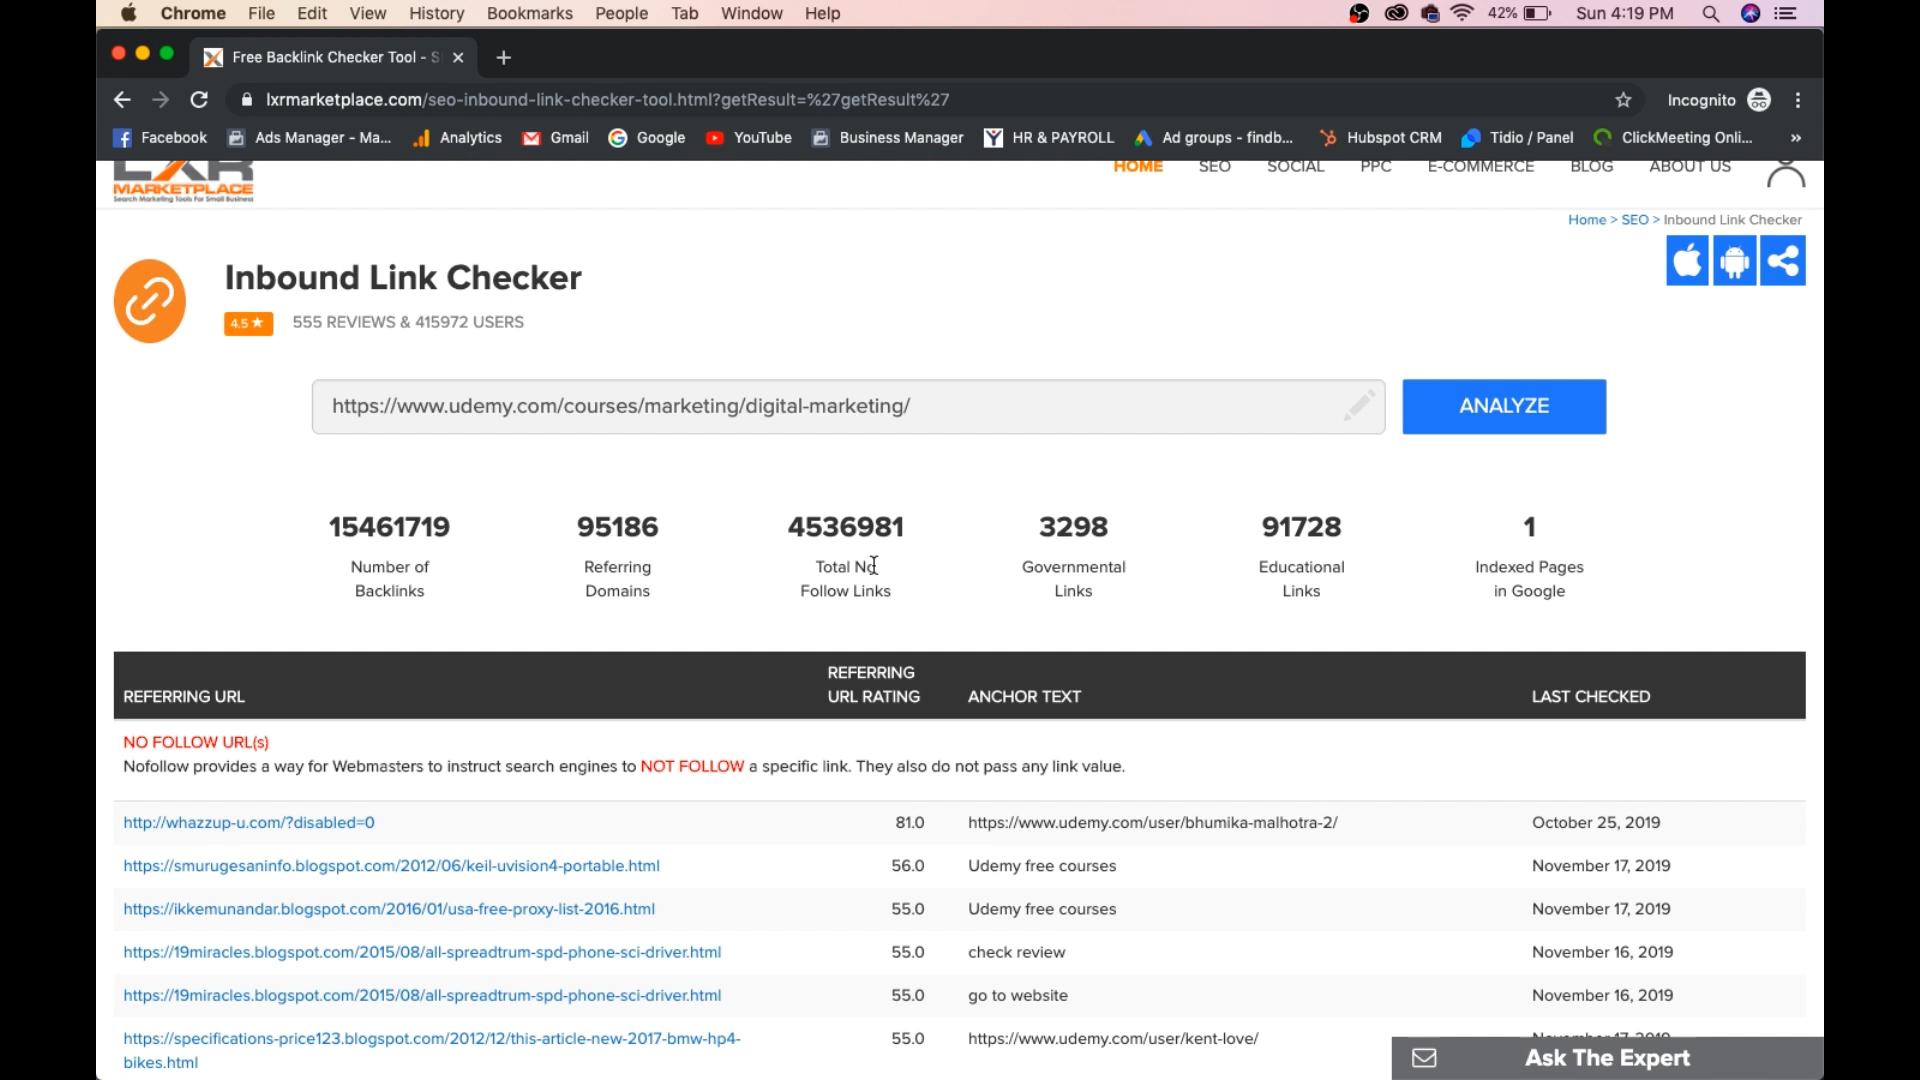 Chrome File Edit View History Bookmarks People Tab Window Help 42% Sun 4:19 PM
Free Backlink Checker Tool - S
lxrmarketplace.com/seo-inbound-link-checker-tool.html?getResult=%27getResult%27 Incognito
Facebook Ads Manager - Ma... Analytics Gmail Google YouTube Business Manager HR & PAYROLL Ad groups - findb... Hubspot CRM Tidio / Panel ClickMeeting Onli... »
LXR
MARKETPLACE
Search Marketing Tools For Small Business
HOME SEO SOCIAL PPC E-COMMERCE BLOG ABOUT US
Home > SEO > Inbound Link Checker
Inbound Link Checker
4.5 ★ 555 REVIEWS & 415972 USERS
https://www.udemy.com/courses/marketing/digital-marketing/ ANALYZE
15461719 95186 4536981 3298 91728 1
Number of Referring Total No Governmental Educational Indexed Pages
Backlinks Domains Follow Links Links Links in Google
REFERRING
REFERRING URL URL RATING ANCHOR TEXT LAST CHECKED
NO FOLLOW URL(s)
Nofollow provides a way for Webmasters to instruct search engines to NOT FOLLOW a specific link. They also do not pass any link value.
http://whazzup-u.com/?disabled=0 81.0 https://www.udemy.com/user/bhumika-malhotra-2/ October 25, 2019
https://smurugesaninfo.blogspot.com/2012/06/keil-uvision4-portable.html 56.0 Udemy free courses November 17, 2019
https://ikkemunandar.blogspot.com/2016/01/usa-free-proxy-list-2016.html 55.0 Udemy free courses November 17, 2019
https://19miracles.blogspot.com/2015/08/all-spreadtrum-spd-phone-sci-driver.html 55.0 check review November 16, 2019
https://19miracles.blogspot.com/2015/08/all-spreadtrum-spd-phone-sci-driver.html 55.0 go to website November 16, 2019
https://specifications-price123.blogspot.com/2012/12/this-article-new-2017-bmw-hp4- 55.0 https://www.udemy.com/user/kent-love/ November 17, 2019
bikes.html
Ask The Expert